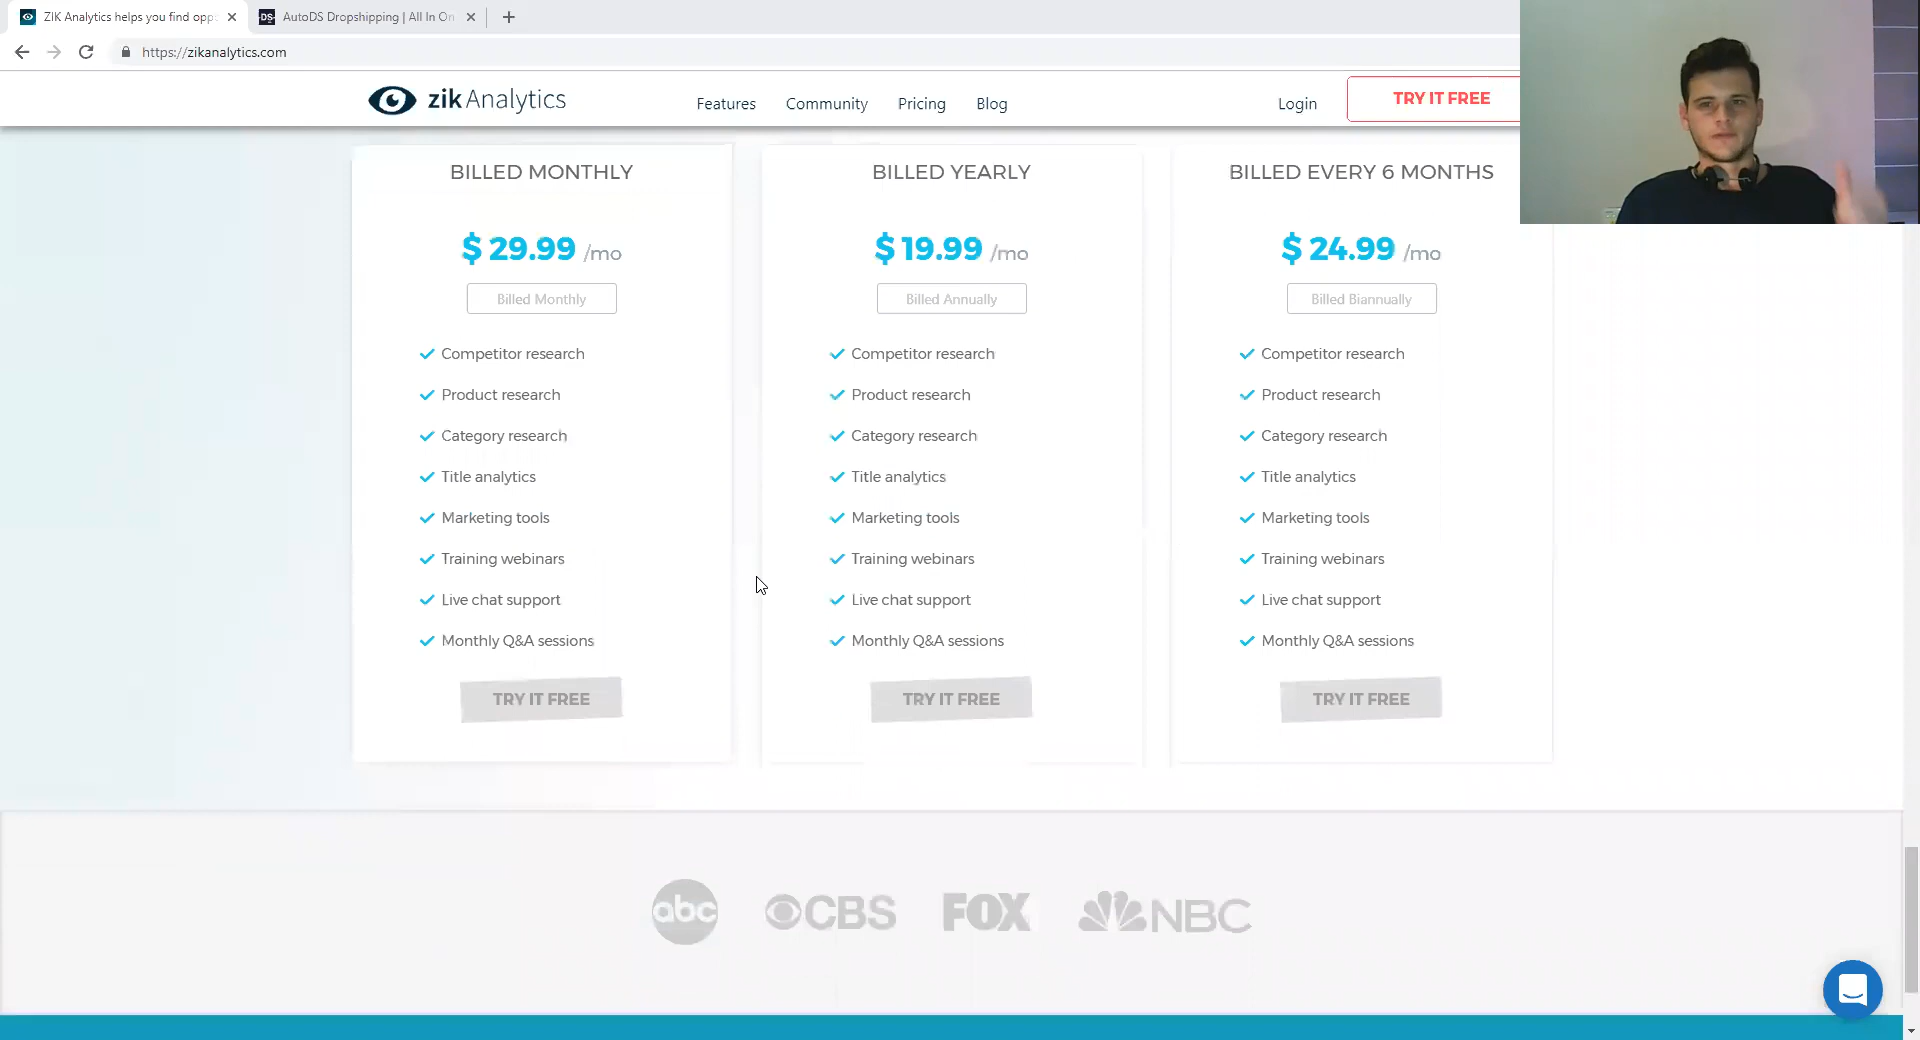 ZIK Analytics helps you find opp
AutoDS Dropshipping | All In On
https://zikanalytics.com
zikAnalytics
Features
Community
Pricing
Blog
Login
TRY IT FREE
BILLED MONTHLY
$ 29.99 /mo
Billed Monthly
Competitor research
Product research
Category research
Title analytics
Marketing tools
Training webinars
Live chat support
Monthly Q&A sessions
TRY IT FREE
BILLED YEARLY
$ 19.99 /mo
Billed Annually
Competitor research
Product research
Category research
Title analytics
Marketing tools
Training webinars
Live chat support
Monthly Q&A sessions
TRY IT FREE
BILLED EVERY 6 MONTHS
$ 24.99 /mo
Billed Biannually
Competitor research
Product research
Category research
Title analytics
Marketing tools
Training webinars
Live chat support
Monthly Q&A sessions
TRY IT FREE
abc
CBS
FOX
NBC